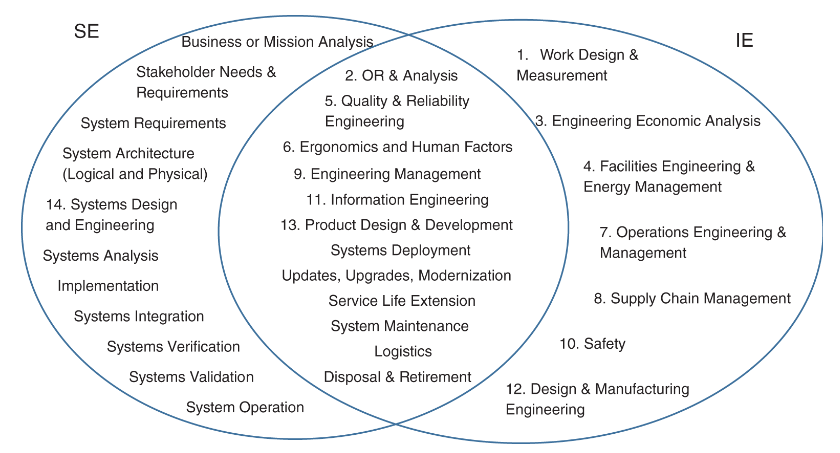 SE
Business or Mission Analysis
Stakeholder Needs &
Requirements
System Requirements
System Architecture
(Logical and Physical)
14. Systems Design
and Engineering
Systems Analysis
Implementation
Systems Integration
Systems Verification
Systems Validation
System Operation
2. OR & Analysis
5. Quality & Reliability
Engineering
6. Ergonomics and Human Factors
9. Engineering Management
11. Information Engineering
13. Product Design & Development
Systems Deployment
Updates, Upgrades, Modernization
Service Life Extension
System Maintenance
Logistics
Disposal & Retirement
IE
1. Work Design &
Measurement
3. Engineering Economic Analysis
4. Facilities Engineering &
Energy Management
7. Operations Engineering &
Management
8. Supply Chain Management
10. Safety
12. Design & Manufacturing
Engineering